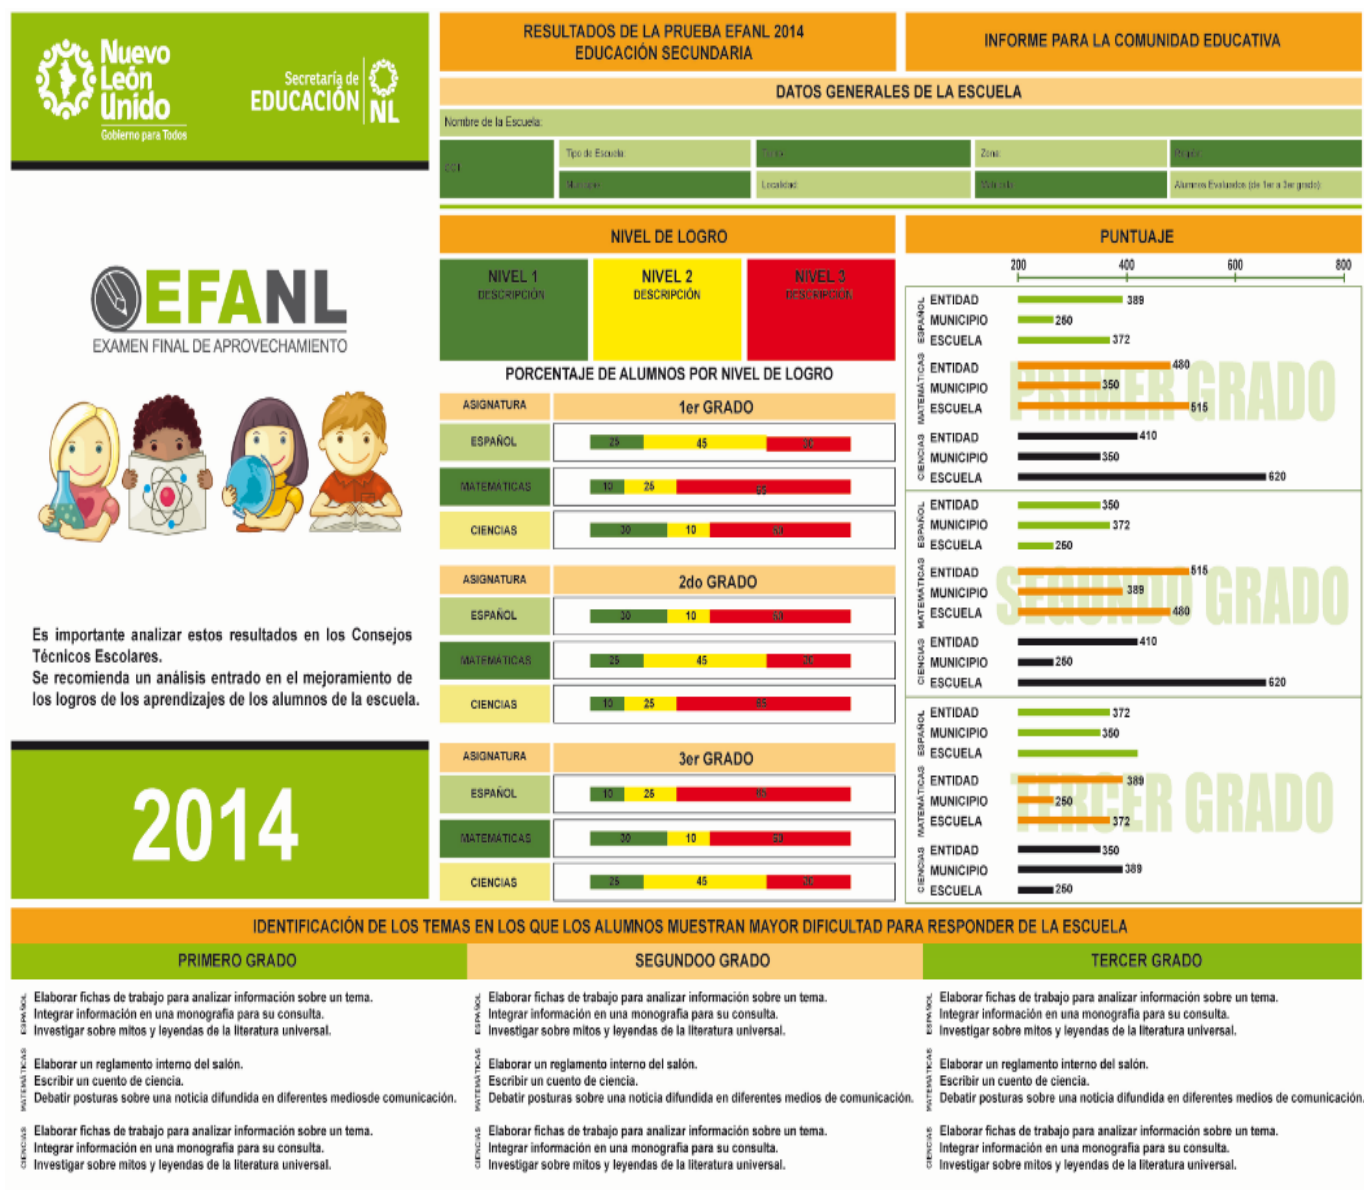 Nuevo
León
Unido
Gobierno para Todos
Secretaría de
EDUCACIÓN
NL
EFANL
EXAMEN FINAL DE APROVECHAMIENTO
Es importante analizar estos resultados en los Consejos
Técnicos Escolares.
Se recomienda un análisis entrado en el mejoramiento de
los logros de los aprendizajes de los alumnos de la escuela.
2014
RESULTADOS DE LA PRUEBA EFANL 2014
EDUCACIÓN SECUNDARIA
INFORME PARA LA COMUNIDAD EDUCATIVA
DATOS GENERALES DE LA ESCUELA
Nombre de la Escuela:
Tipo de Escuela:
Zona:
Localidad:
Alumnos Evaluados (de 1er a 3er grado):
NIVEL DE LOGRO
NIVEL 1
DESCRIPCIÓN
NIVEL 2
DESCRIPCIÓN
NIVEL 3
DESCRIPCIÓN
PORCENTAJE DE ALUMNOS POR NIVEL DE LOGRO
ASIGNATURA 1er GRADO
ESPAÑOL 25 45
MATEMÁTICAS 10 25
CIENCIAS 30 10
ASIGNATURA 2do GRADO
ESPAÑOL 30 10
MATEMÁTICAS 25 45
CIENCIAS 10 25
ASIGNATURA 3er GRADO
ESPAÑOL 10 25
MATEMÁTICAS 30 10
CIENCIAS 25 45
PUNTUAJE
200 400 600 800
PRIMER GRADO
ESPAÑOL
ENTIDAD 389
MUNICIPIO 250
ESCUELA 372
MATEMÁTICAS
ENTIDAD 480
MUNICIPIO 350
ESCUELA 515
CIENCIAS
ENTIDAD 410
MUNICIPIO 350
ESCUELA 620
SEGUNDO GRADO
ESPAÑOL
ENTIDAD 350
MUNICIPIO 372
ESCUELA 250
MATEMÁTICAS
ENTIDAD 515
MUNICIPIO 389
ESCUELA 480
CIENCIAS
ENTIDAD 410
MUNICIPIO 250
ESCUELA 620
TERCER GRADO
ESPAÑOL
ENTIDAD 372
MUNICIPIO 350
ESCUELA
MATEMÁTICAS
ENTIDAD 389
MUNICIPIO 250
ESCUELA 372
CIENCIAS
ENTIDAD 350
MUNICIPIO 389
ESCUELA 250
IDENTIFICACIÓN DE LOS TEMAS EN LOS QUE LOS ALUMNOS MUESTRAN MAYOR DIFICULTAD PARA RESPONDER DE LA ESCUELA
PRIMERO GRADO
ESPAÑOL
Elaborar fichas de trabajo para analizar información sobre un tema.
Integrar información en una monografía para su consulta.
Investigar sobre mitos y leyendas de la literatura universal.
MATEMÁTICAS
Elaborar un reglamento interno del salón.
Escribir un cuento de ciencia.
Debatir posturas sobre una noticia difundida en diferentes mediosde comunicación.
CIENCIAS
Elaborar fichas de trabajo para analizar información sobre un tema.
Integrar información en una monografía para su consulta.
Investigar sobre mitos y leyendas de la literatura universal.
SEGUNDOO GRADO
ESPAÑOL
Elaborar fichas de trabajo para analizar información sobre un tema.
Integrar información en una monografía para su consulta.
Investigar sobre mitos y leyendas de la literatura universal.
MATEMÁTICAS
Elaborar un reglamento interno del salón.
Escribir un cuento de ciencia.
Debatir posturas sobre una noticia difundida en diferentes medios de comunicación.
CIENCIAS
Elaborar fichas de trabajo para analizar información sobre un tema.
Integrar información en una monografía para su consulta.
Investigar sobre mitos y leyendas de la literatura universal.
TERCER GRADO
ESPAÑOL
Elaborar fichas de trabajo para analizar información sobre un tema.
Integrar información en una monografía para su consulta.
Investigar sobre mitos y leyendas de la literatura universal.
MATEMÁTICAS
Elaborar un reglamento interno del salón.
Escribir un cuento de ciencia.
Debatir posturas sobre una noticia difundida en diferentes medios de comunicación.
CIENCIAS
Elaborar fichas de trabajo para analizar información sobre un tema.
Integrar información en una monografía para su consulta.
Investigar sobre mitos y leyendas de la literatura universal.